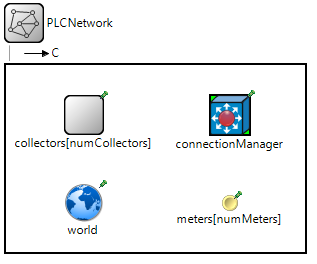 PLCNetwork
C
collectors[numCollectors]
connectionManager
world
meters[numMeters]